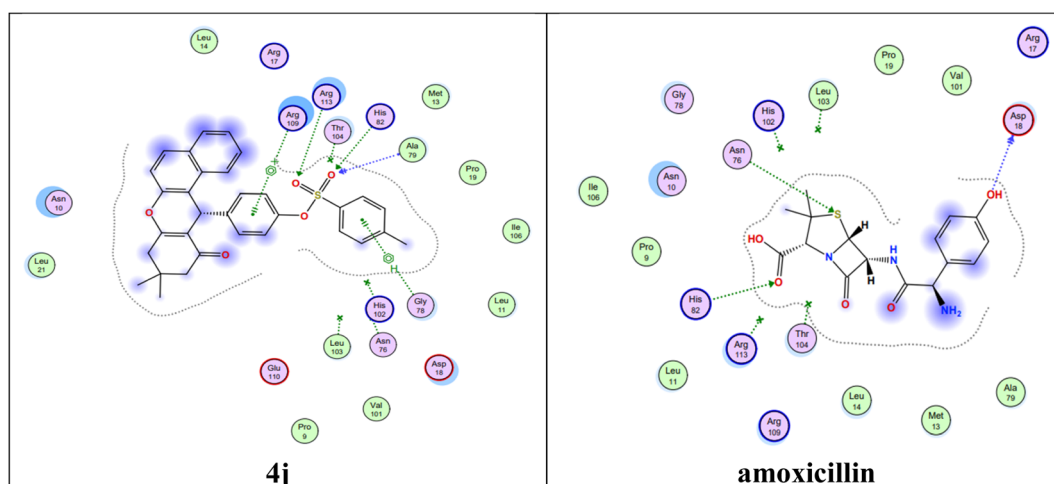 Leu
14
Arg
17
Arg
113
Met
13
Arg
109
His
82
Thr
104
Ala
79
Pro
19
Asn
10
Ile
106
Leu
21
Leu
11
His
102
Gly
78
Leu
103
Asn
76
Glu
110
Asp
18
Val
101
Pro
9
O
O
O
S
O
O
H
4j
Arg
17
Pro
19
Val
101
Gly
78
Leu
103
His
102
Asp
18
Asn
76
Asn
10
Ile
106
OH
S
HO
H
H
N
Pro
9
N
O
H
O
O
NH₂
His
82
Arg
113
Thr
104
Leu
11
Leu
14
Ala
79
Met
13
Arg
109
amoxicillin